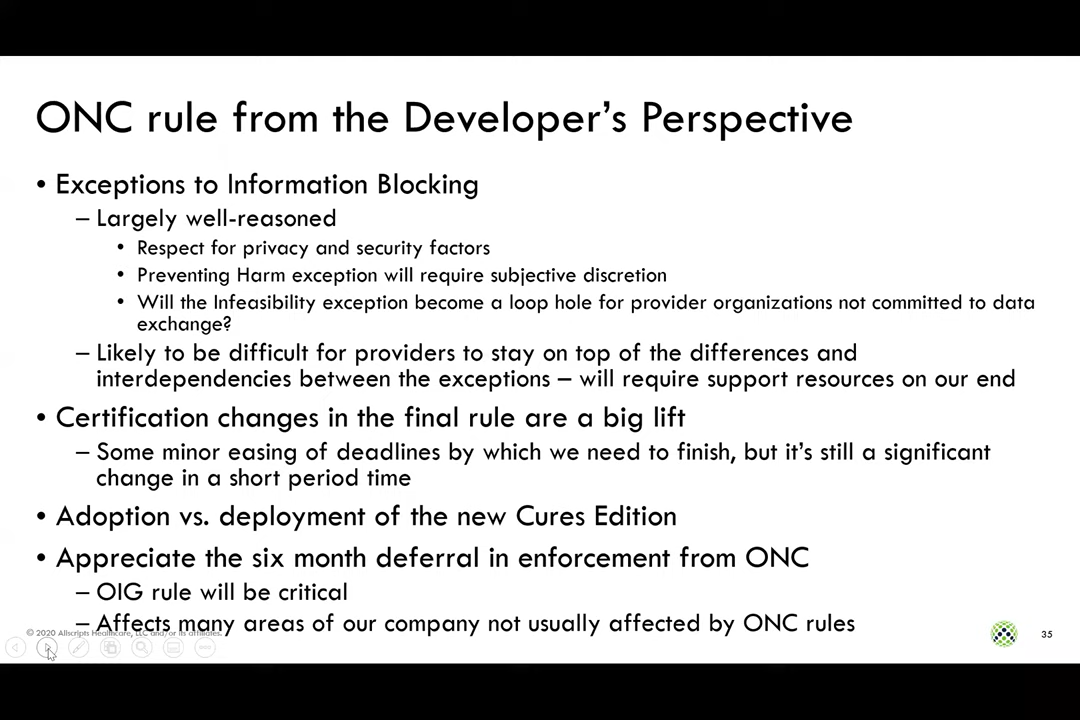 ONC rule from the Developer's Perspective
• Exceptions to Information Blocking
– Largely well-reasoned
• Respect for privacy and security factors
• Preventing Harm exception will require subjective discretion
• Will the Infeasibility exception become a loop hole for provider organizations not committed to data
exchange?
– Likely to be difficult for providers to stay on top of the differences and
interdependencies between the exceptions – will require support resources on our end
• Certification changes in the final rule are a big lift
– Some minor easing of deadlines by which we need to finish, but it's still a significant
change in a short period time
• Adoption vs. deployment of the new Cures Edition
• Appreciate the six month deferral in enforcement from ONC
– OIG rule will be critical
– Affects many areas of our company not usually affected by ONC rules
© 2020 Allscripts Healthcare, LLC and/or its affiliates.
35